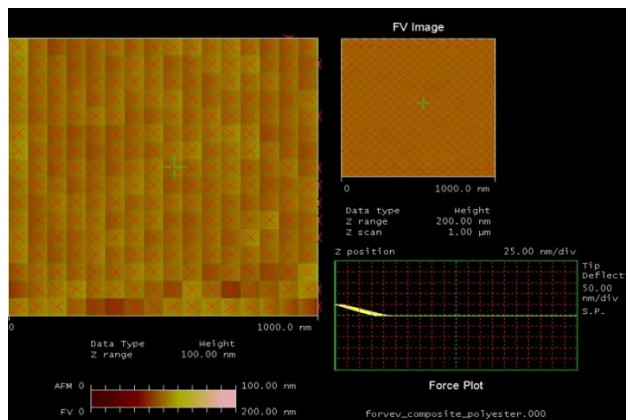 FV Image
0 1000.0 nm
Data type Height
Z range 200.00 nm
Z scan 1.00 µm
Z position 25.00 nm/div
Tip
Deflect
50.00
nm/div
S.P.
0 1000.0 nm
Data Type Height
Z range 100.00 nm
Force Plot
AFM 0 100.00 nm
FV 0 200.00 nm
forvev_composite_polyester.000